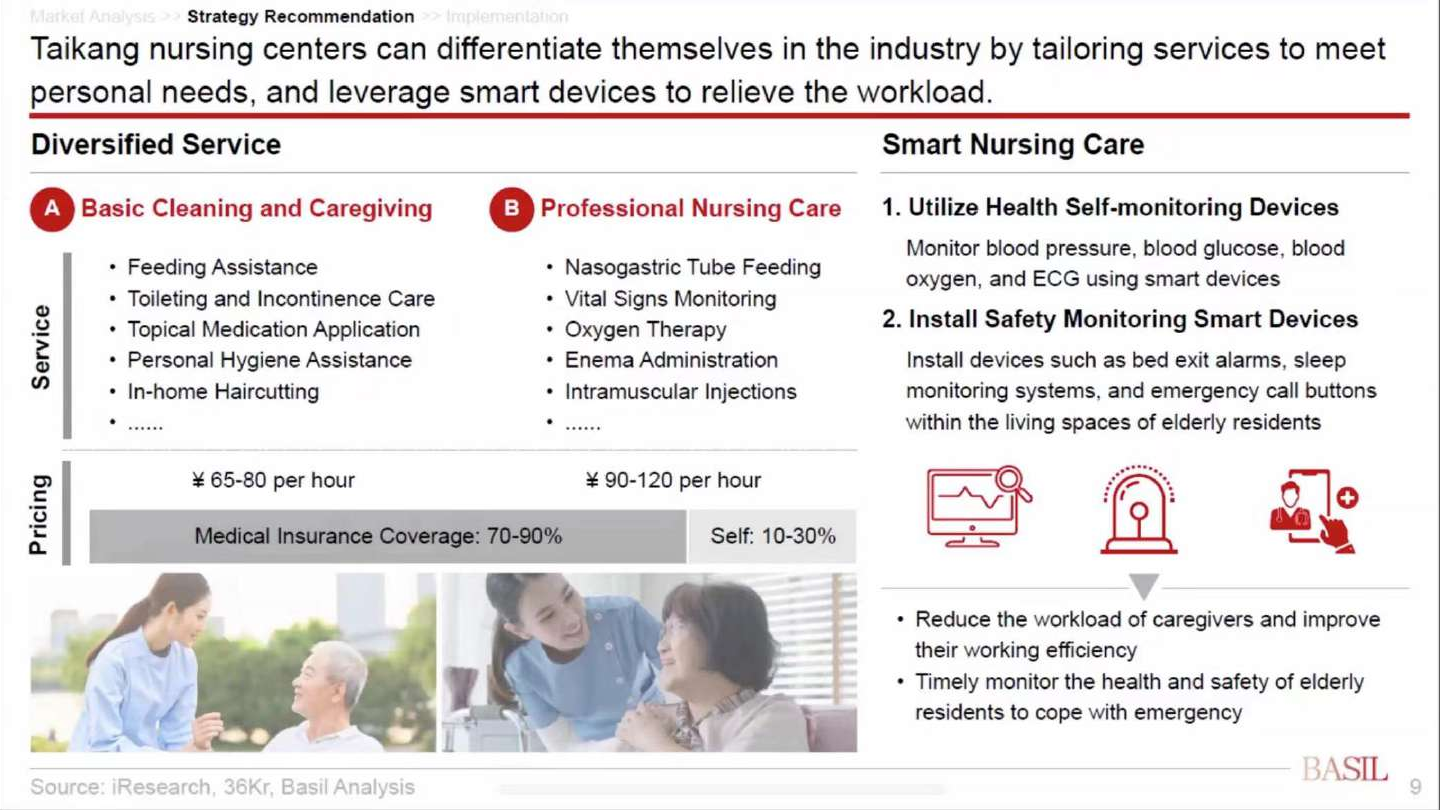 Market Analysis >> Strategy Recommendation >> Implementation
Taikang nursing centers can differentiate themselves in the industry by tailoring services to meet
personal needs, and leverage smart devices to relieve the workload.
Diversified Service
A Basic Cleaning and Caregiving
B Professional Nursing Care
Service
• Feeding Assistance
• Toileting and Incontinence Care
• Topical Medication Application
• Personal Hygiene Assistance
• In-home Haircutting
• ......
• Nasogastric Tube Feeding
• Vital Signs Monitoring
• Oxygen Therapy
• Enema Administration
• Intramuscular Injections
• ......
Pricing
¥ 65-80 per hour
¥ 90-120 per hour
Medical Insurance Coverage: 70-90%
Self: 10-30%
Smart Nursing Care
1. Utilize Health Self-monitoring Devices
Monitor blood pressure, blood glucose, blood
oxygen, and ECG using smart devices
2. Install Safety Monitoring Smart Devices
Install devices such as bed exit alarms, sleep
monitoring systems, and emergency call buttons
within the living spaces of elderly residents
• Reduce the workload of caregivers and improve
their working efficiency
• Timely monitor the health and safety of elderly
residents to cope with emergency
Source: iResearch, 36Kr, Basil Analysis
BASIL
9